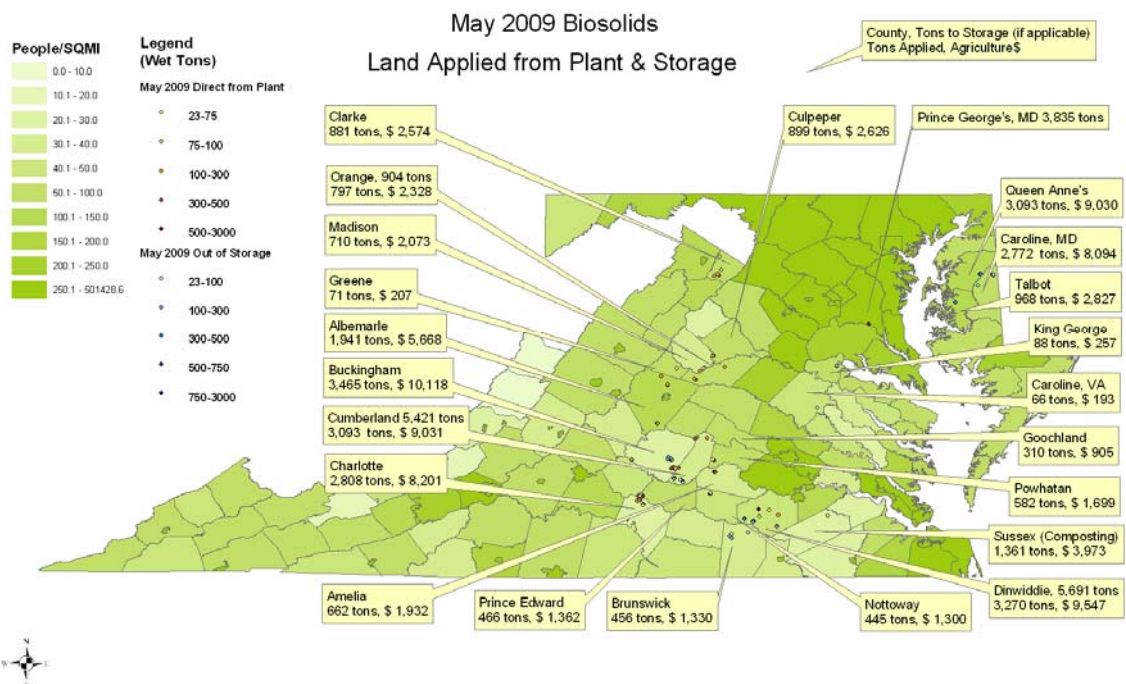 May 2009 Biosolids
Land Applied from Plant & Storage
County, Tons to Storage (if applicable)
Tons Applied, Agriculture$
People/SQMI
0.0 - 10.0
10.1 - 20.0
20.1 - 30.0
30.1 - 40.0
40.1 - 50.0
50.1 - 100.0
100.1 - 150.0
150.1 - 200.0
200.1 - 250.0
250.1 - 501428.6
Legend
(Wet Tons)
May 2009 Direct from Plant
23-75
75-100
100-300
300-500
500-3000
May 2009 Out of Storage
23-100
100-300
300-500
500-750
750-3000
Clarke
881 tons, $ 2,574
Orange, 904 tons
797 tons, $ 2,328
Madison
710 tons, $ 2,073
Greene
71 tons, $ 207
Albemarle
1,941 tons, $ 5,668
Buckingham
3,465 tons, $ 10,118
Cumberland 5,421 tons
3,093 tons, $ 9,031
Charlotte
2,808 tons, $ 8,201
Amelia
662 tons, $ 1,932
Prince Edward
466 tons, $ 1,362
Brunswick
456 tons, $ 1,330
Nottoway
445 tons, $ 1,300
Culpeper
899 tons, $ 2,626
Prince George's, MD 3,835 tons
Queen Anne's
3,093 tons, $ 9,030
Caroline, MD
2,772 tons, $ 8,094
Talbot
968 tons, $ 2,827
King George
88 tons, $ 257
Caroline, VA
66 tons, $ 193
Goochland
310 tons, $ 905
Powhatan
582 tons, $ 1,699
Sussex (Composting)
1,361 tons, $ 3,973
Dinwiddie, 5,691 tons
3,270 tons, $ 9,547
N
W E
S